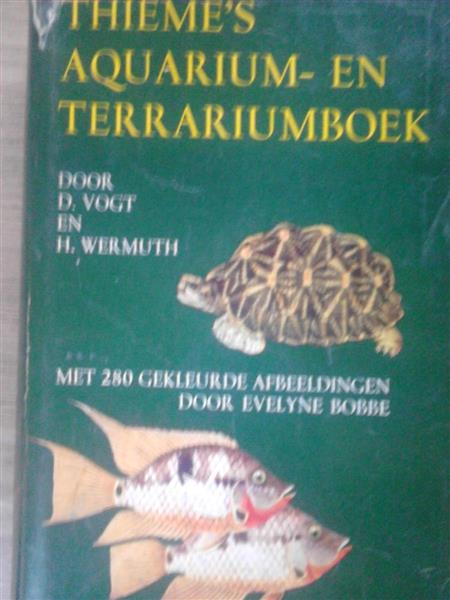 THIEME'S
AQUARIUM- EN
TERRARIUMBOEK
DOOR
D. VOGT
EN
H. WERMUTH
MET 280 GEKLEURDE AFBEELDINGEN
DOOR EVELYNE BOBBE